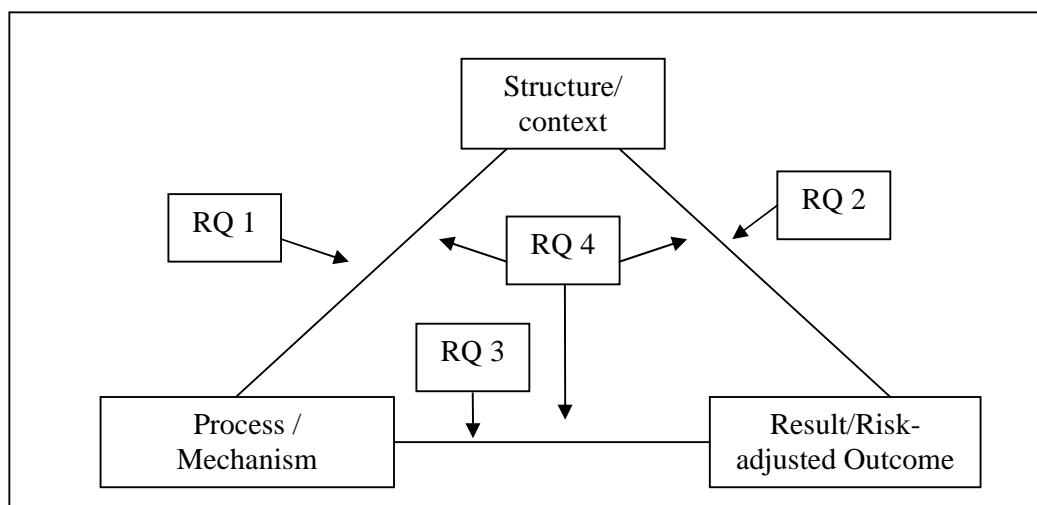 Structure/
context
RQ 1
RQ 4
RQ 2
RQ 3
Process /
Mechanism
Result/Risk-
adjusted Outcome